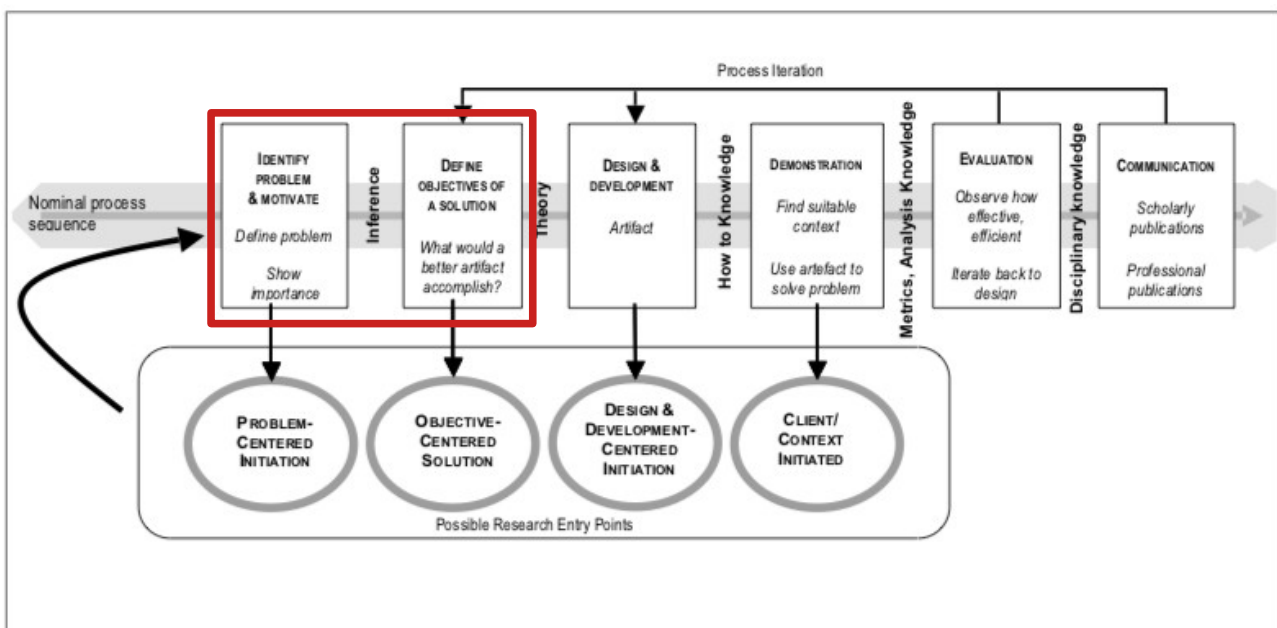 Process Iteration
Nominal process
sequence
IDENTIFY
PROBLEM
& MOTIVATE
Define problem
Show
importance
Inference
DEFINE
OBJECTIVES OF
A SOLUTION
What would a
better artifact
accomplish?
Theory
DESIGN &
DEVELOPMENT
Artifact
How to Knowledge
DEMONSTRATION
Find suitable
context
Use artefact to
solve problem
Metrics, Analysis Knowledge
EVALUATION
Observe how
effective,
efficient
Iterate back to
design
Disciplinary knowledge
COMMUNICATION
Scholarly
publications
Professional
publications
PROBLEM-
CENTERED
INITIATION
OBJECTIVE-
CENTERED
SOLUTION
DESIGN &
DEVELOPMENT-
CENTERED
INITIATION
CLIENT/
CONTEXT
INITIATED
Possible Research Entry Points